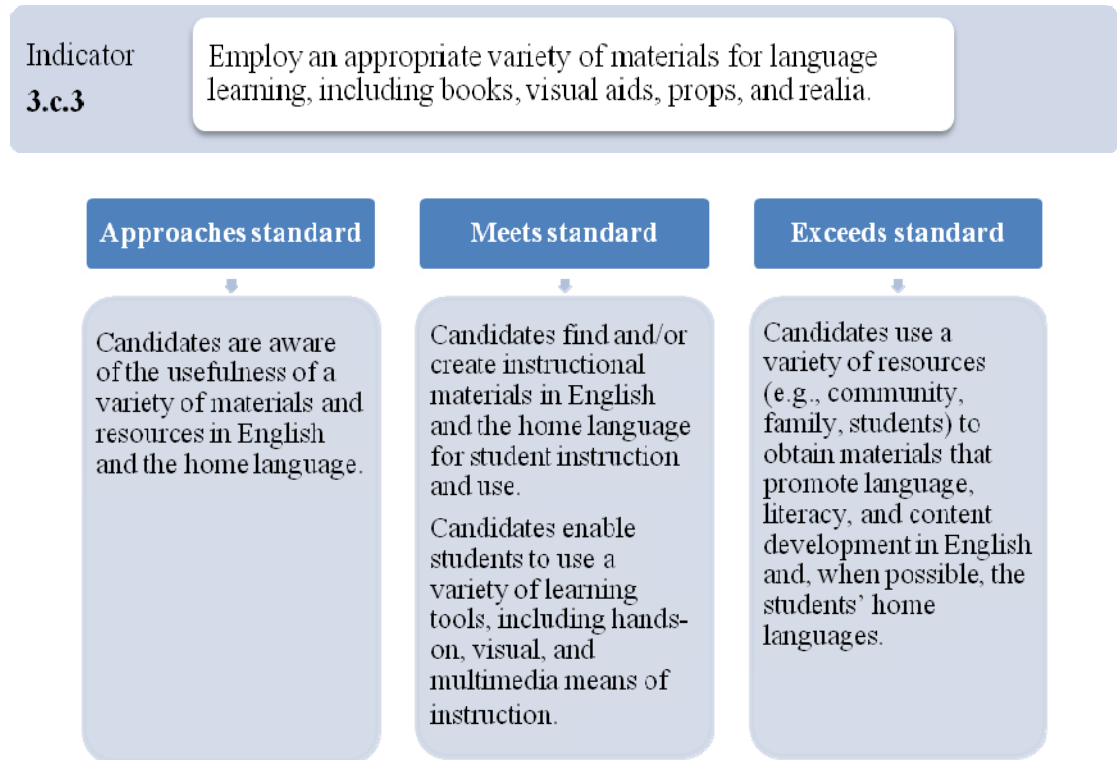 Indicator
3.c.3
Employ an appropriate variety of materials for language
learning, including books, visual aids, props, and realia.
Approaches standard
Candidates are aware
of the usefulness of a
variety of materials and
resources in English
and the home language.
Meets standard
Candidates find and/or
create instructional
materials in English
and the home language
for student instruction
and use.
Candidates enable
students to use a
variety of learning
tools, including hands-
on, visual, and
multimedia means of
instruction.
Exceeds standard
Candidates use a
variety of resources
(e.g., community,
family, students) to
obtain materials that
promote language,
literacy, and content
development in English
and, when possible, the
students’ home
languages.